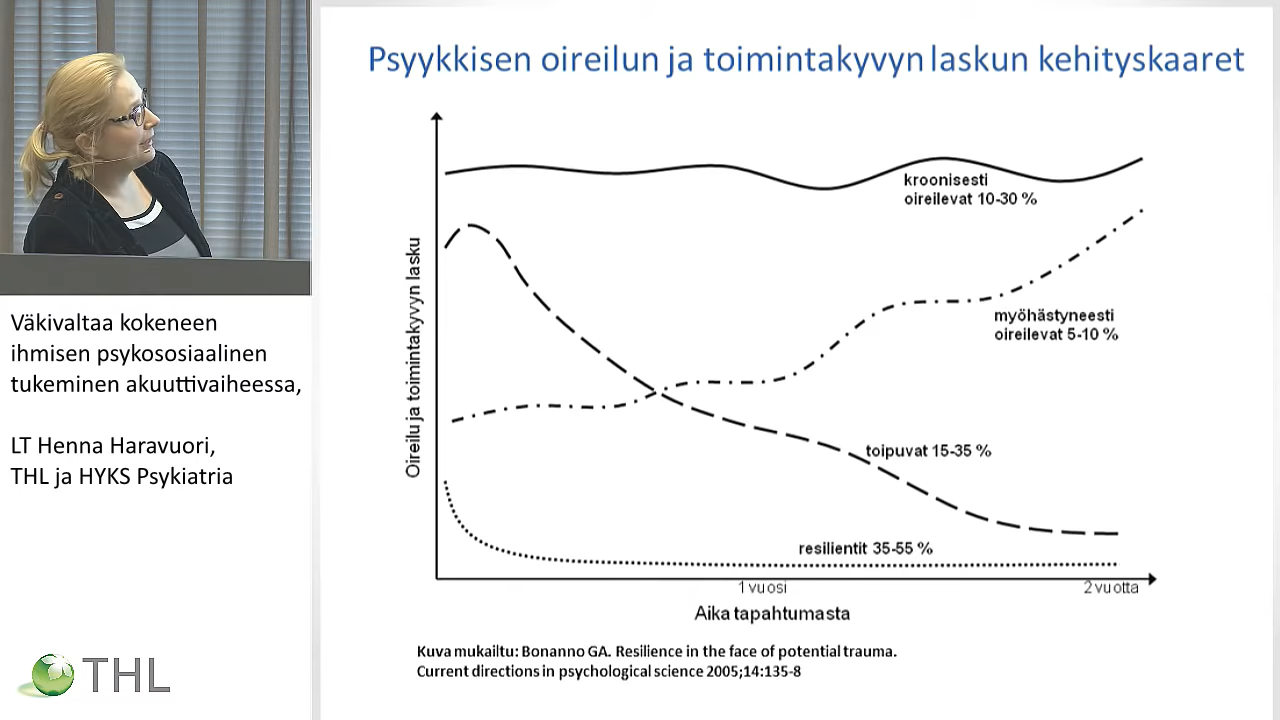 Psyykkisen oireilun ja toimintakyvyn laskun kehityskaaret
kroonisesti
oireilevat 10-30 %
myöhästyneesti
oireilevat 5-10 %
toipuvat 15-35 %
resilientit 35-55 %
Oireilu ja toimintakyvyn lasku
1 vuosi
2 vuotta
Aika tapahtumasta
Kuva mukailtu: Bonanno GA. Resilience in the face of potential trauma.
Current directions in psychological science 2005;14:135-8
Väkivaltaa kokeneen
ihmisen psykososiaalinen
tukeminen akuuttivaiheessa,
LT Henna Haravuori,
THL ja HYKS Psykiatria
THL